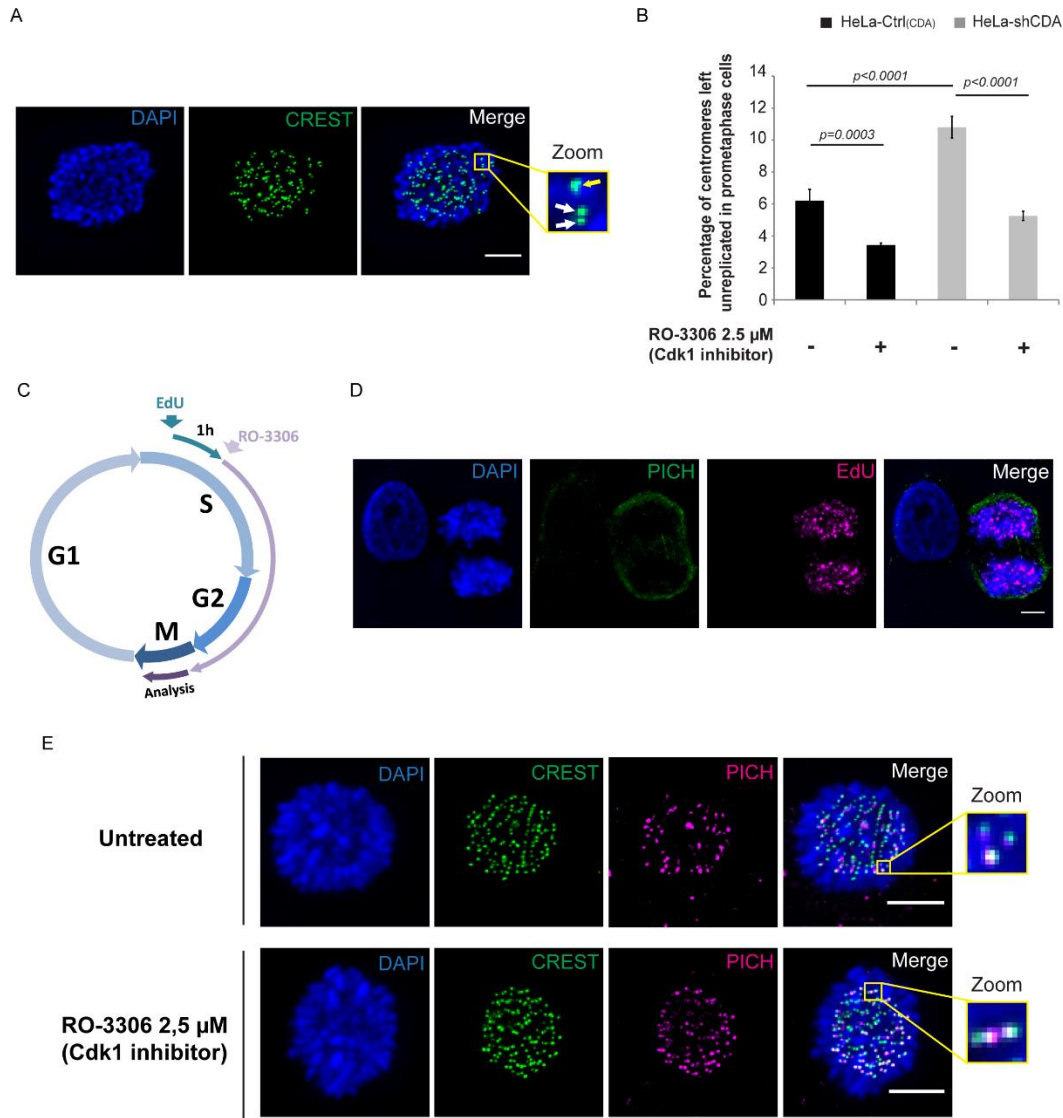 A
DAPI
CREST
Merge
Zoom
B
HeLa-Ctrl(CDA)
HeLa-shCDA
Percentage of centromeres left
unreplicated in prometaphase cells
14
12
10
8
6
4
2
0
p<0.0001
p<0.0001
p=0.0003
RO-3306 2.5 µM
(Cdk1 inhibitor)
- + - +
C
EdU
1h
RO-3306
S
G1
G2
M
Analysis
D
DAPI
PICH
EdU
Merge
E
Untreated
DAPI
CREST
PICH
Merge
Zoom
RO-3306 2,5 µM
(Cdk1 inhibitor)
DAPI
CREST
PICH
Merge
Zoom